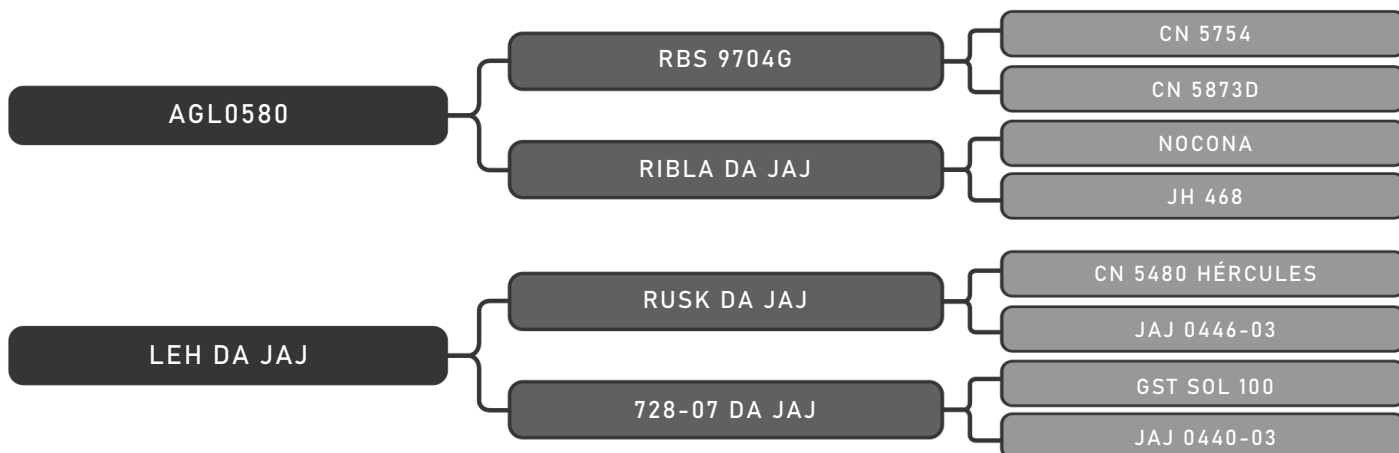 AGL0580
RBS 9704G
CN 5754
CN 5873D
RIBLA DA JAJ
NOCONA
JH 468
LEH DA JAJ
RUSK DA JAJ
CN 5480 HÉRCULES
JAJ 0446-03
728-07 DA JAJ
GST SOL 100
JAJ 0440-03